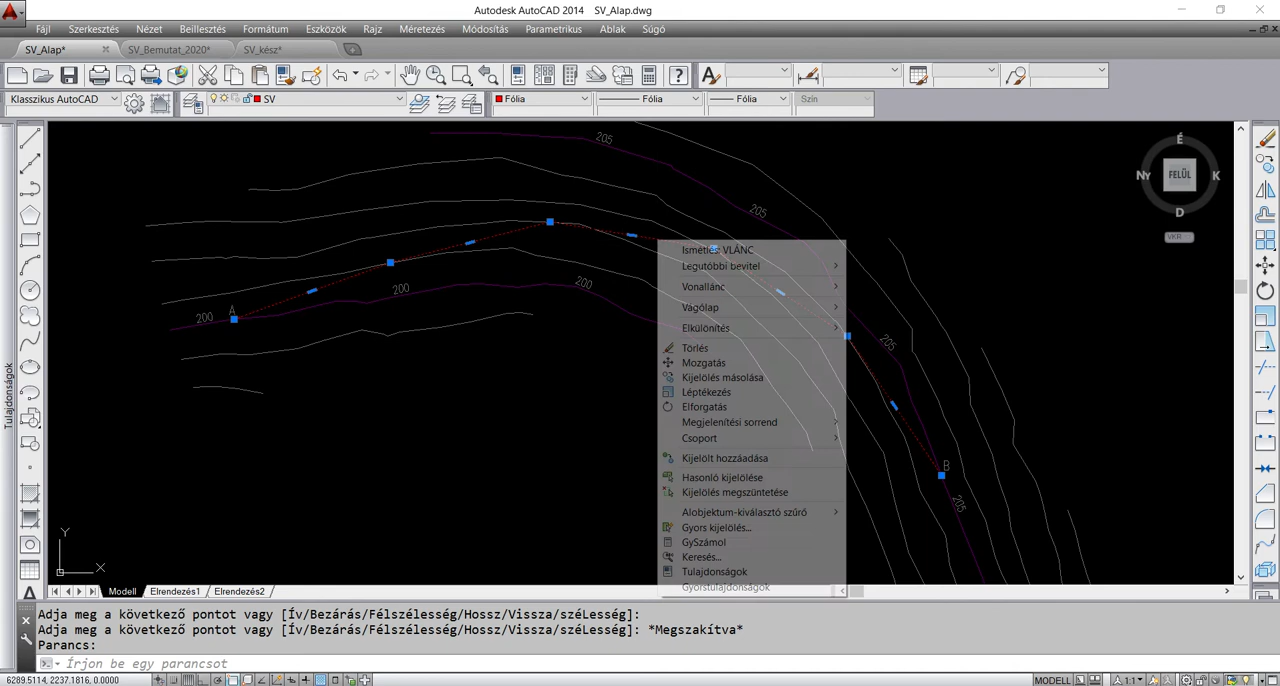 Autodesk AutoCAD 2014 SV_Alap.dwg
Fájl Szerkesztés Nézet Beillesztés Formátum Eszközök Rajz Méretezés Módosítás Parametrikus Ablak Súgó
SV_Alap* SV_Bemutat_2020* SV_kész*
Klasszikus AutoCAD SV Fólia Fólia Fólia Szín
Tulajdonságok
205
205
É
Ny FELÜL K
D
VKR
200
200
200
A
205
B
205
Ismétlés VLÁNC
Legutóbbi bevitel
Vonallánc
Vágólap
Elkülönítés
Törlés
Mozgatás
Kijelölés másolása
Léptékezés
Elforgatás
Megjelenítési sorrend
Csoport
Kijelölt hozzáadása
Hasonló kijelölése
Kijelölés megszüntetése
Alobjektum-kiválasztó szűrő
Gyors kijelölés...
GySzámol
Keresés...
Tulajdonságok
Gyorstulajdonságok
Y
X
Modell Elrendezés1 Elrendezés2
Adja meg a következő pontot vagy [Ív/Bezárás/Félszélesség/Hossz/Vissza/széLesség]:
Adja meg a következő pontot vagy [Ív/Bezárás/Félszélesség/Hossz/Vissza/széLesség]: *Megszakítva*
Parancs:
Írjon be egy parancsot
6289.5114, 2237.1816, 0.0000 MODELL 1:1